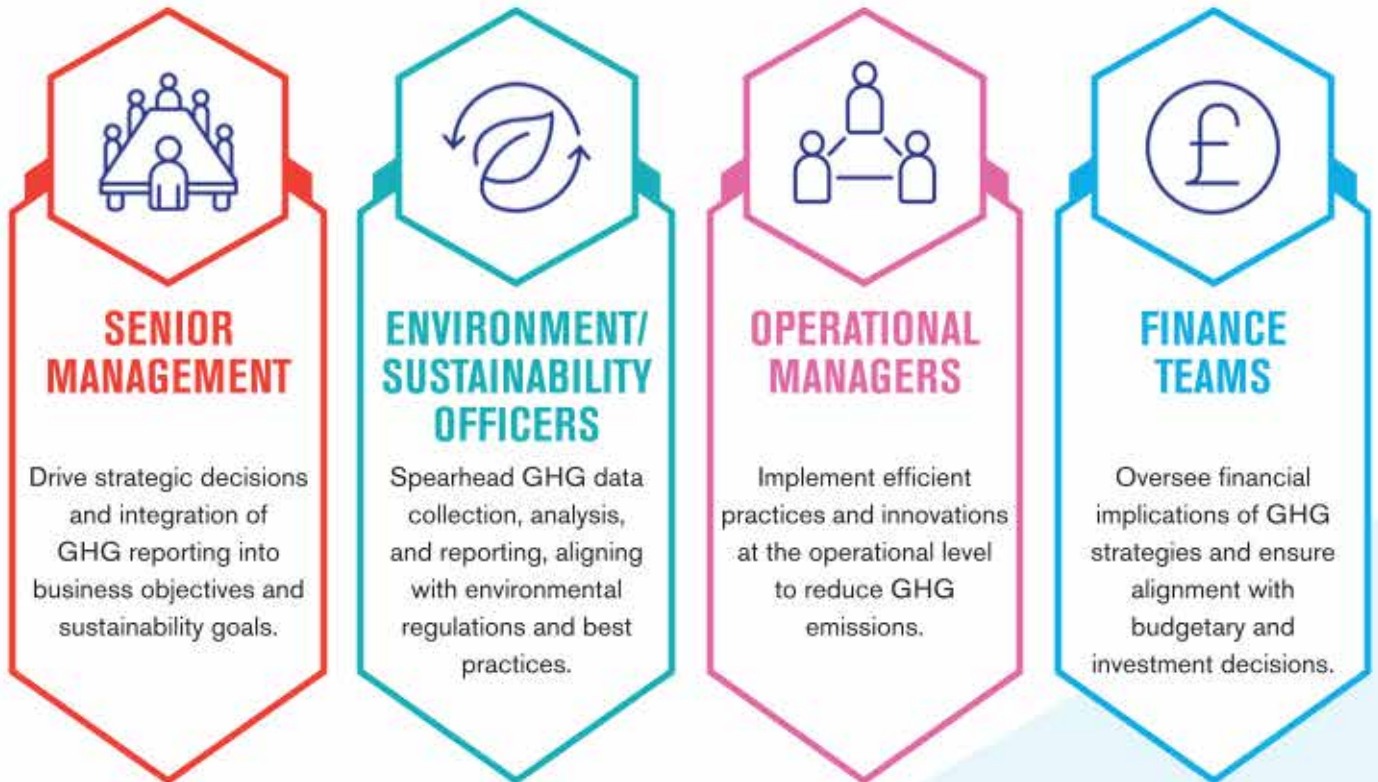 SENIOR
MANAGEMENT
Drive strategic decisions
and integration of
GHG reporting into
business objectives and
sustainability goals.
ENVIRONMENT/
SUSTAINABILITY
OFFICERS
Spearhead GHG data
collection, analysis,
and reporting, aligning
with environmental
regulations and best
practices.
OPERATIONAL
MANAGERS
Implement efficient
practices and innovations
at the operational level
to reduce GHG
emissions.
£
FINANCE
TEAMS
Oversee financial
implications of GHG
strategies and ensure
alignment with
budgetary and
investment decisions.